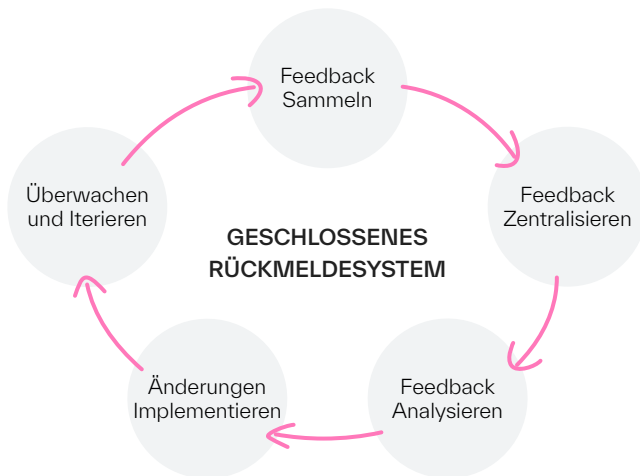 Feedback
Sammeln
Feedback
Zentralisieren
Feedback
Analysieren
Änderungen
Implementieren
Überwachen
und Iterieren
GESCHLOSSENES
RÜCKMELDESYSTEM